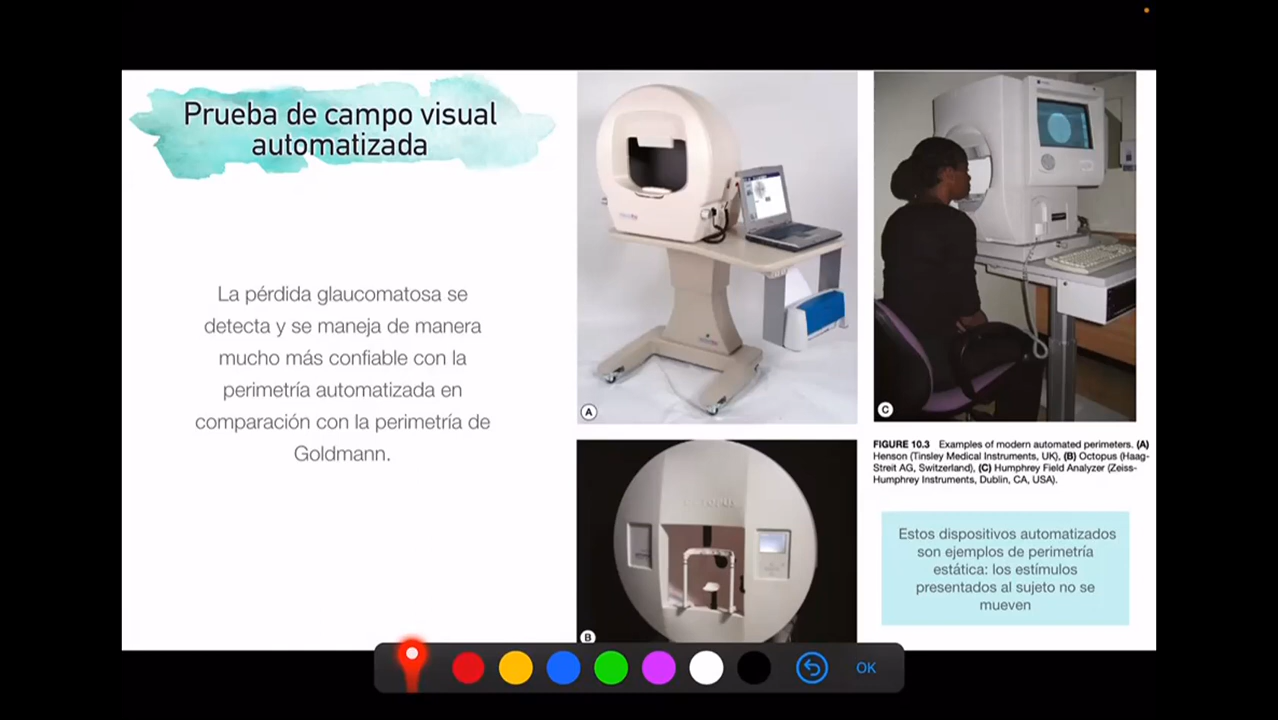 Prueba de campo visual
automatizada
La pérdida glaucomatosa se
detecta y se maneja de manera
mucho más confiable con la
perimetría automatizada en
comparación con la perimetría de
Goldmann.
A
C
B
FIGURE 10.3 Examples of modern automated perimeters. (A)
Henson (Tinsley Medical Instruments, UK), (B) Octopus (Haag-
Streit AG, Switzerland), (C) Humphrey Field Analyzer (Zeiss-
Humphrey Instruments, Dublin, CA, USA).
Estos dispositivos automatizados
son ejemplos de perimetría
estática: los estímulos
presentados al sujeto no se
mueven
OK